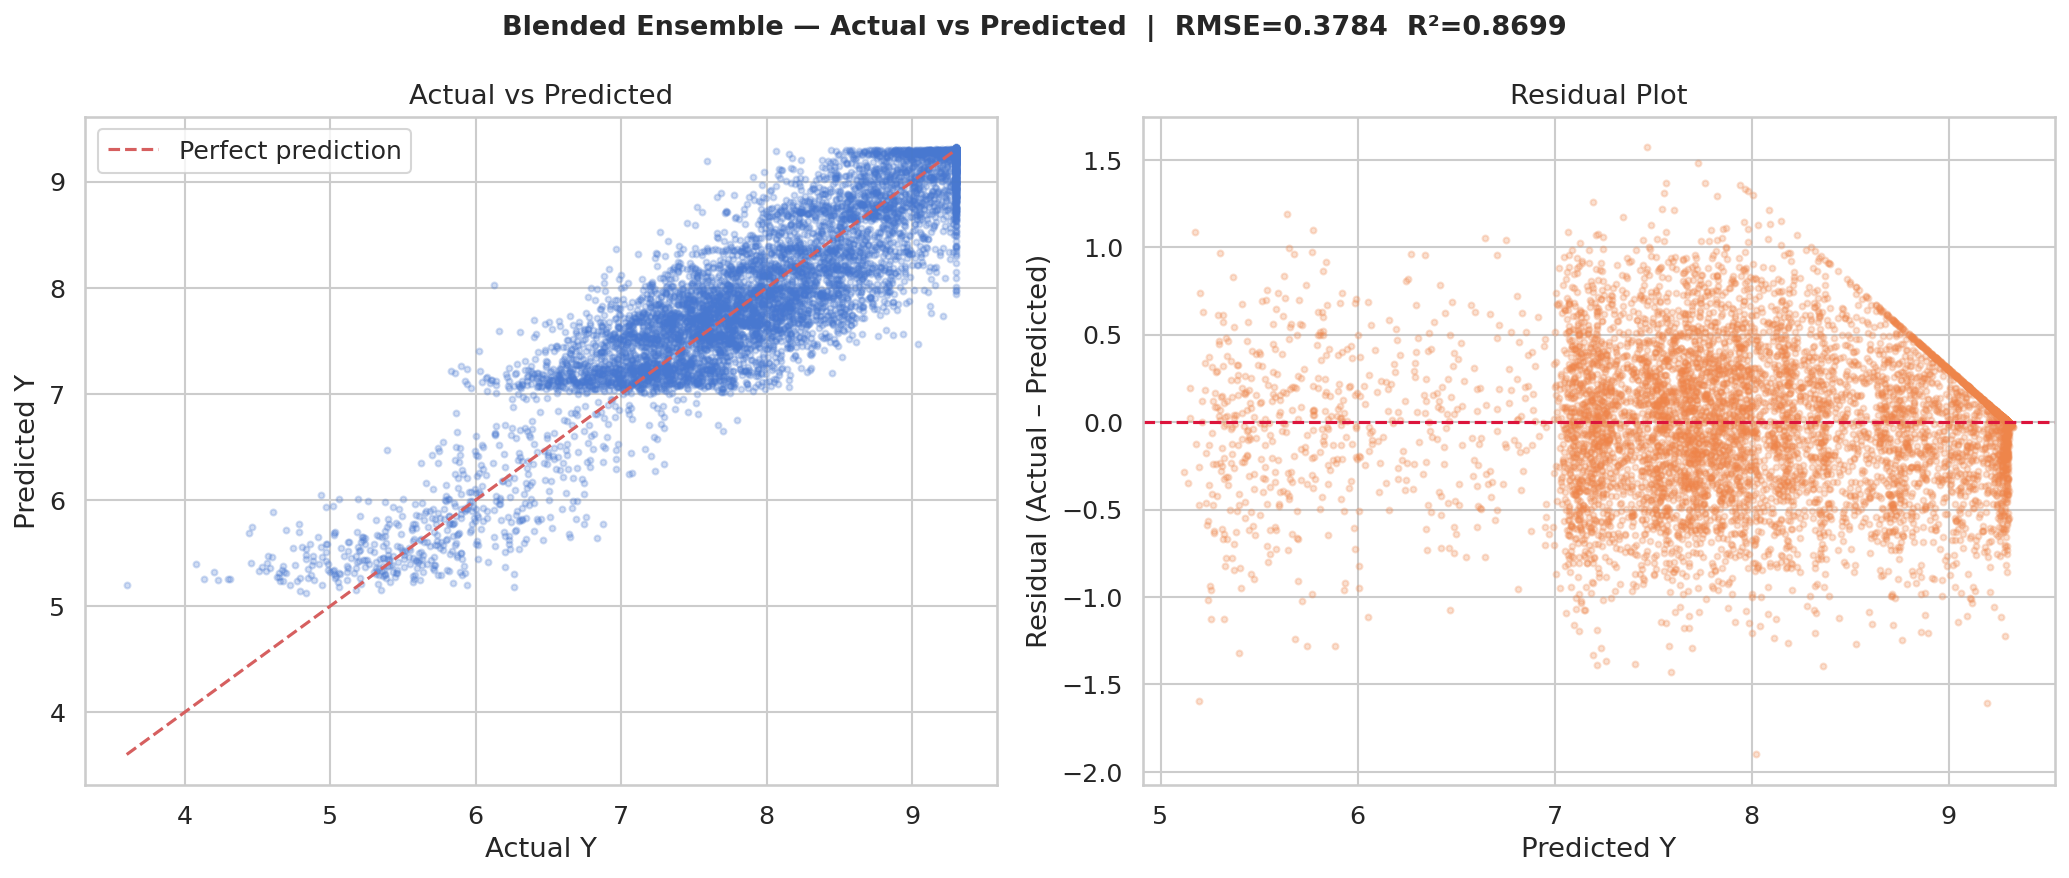 Blended Ensemble — Actual vs Predicted | RMSE=0.3784 R²=0.8699
Actual vs Predicted
Perfect prediction
Predicted Y
9
8
7
6
5
4
4 5 6 7 8 9
Actual Y
Residual Plot
Residual (Actual – Predicted)
1.5
1.0
0.5
0.0
−0.5
−1.0
−1.5
−2.0
5 6 7 8 9
Predicted Y